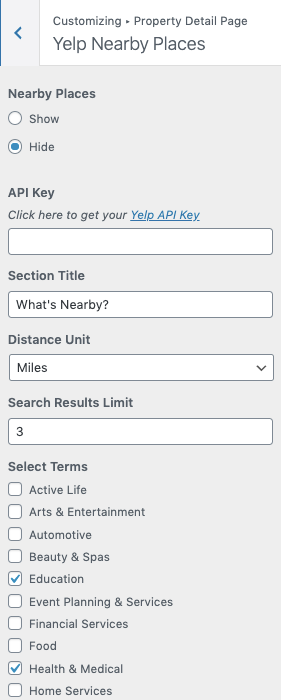 Customizing ▸ Property Detail Page
Yelp Nearby Places
Nearby Places
Show
Hide
API Key
Click here to get your Yelp API Key
Section Title
What's Nearby?
Distance Unit
Miles
Search Results Limit
3
Select Terms
Active Life
Arts & Entertainment
Automotive
Beauty & Spas
Education
Event Planning & Services
Financial Services
Food
Health & Medical
Home Services